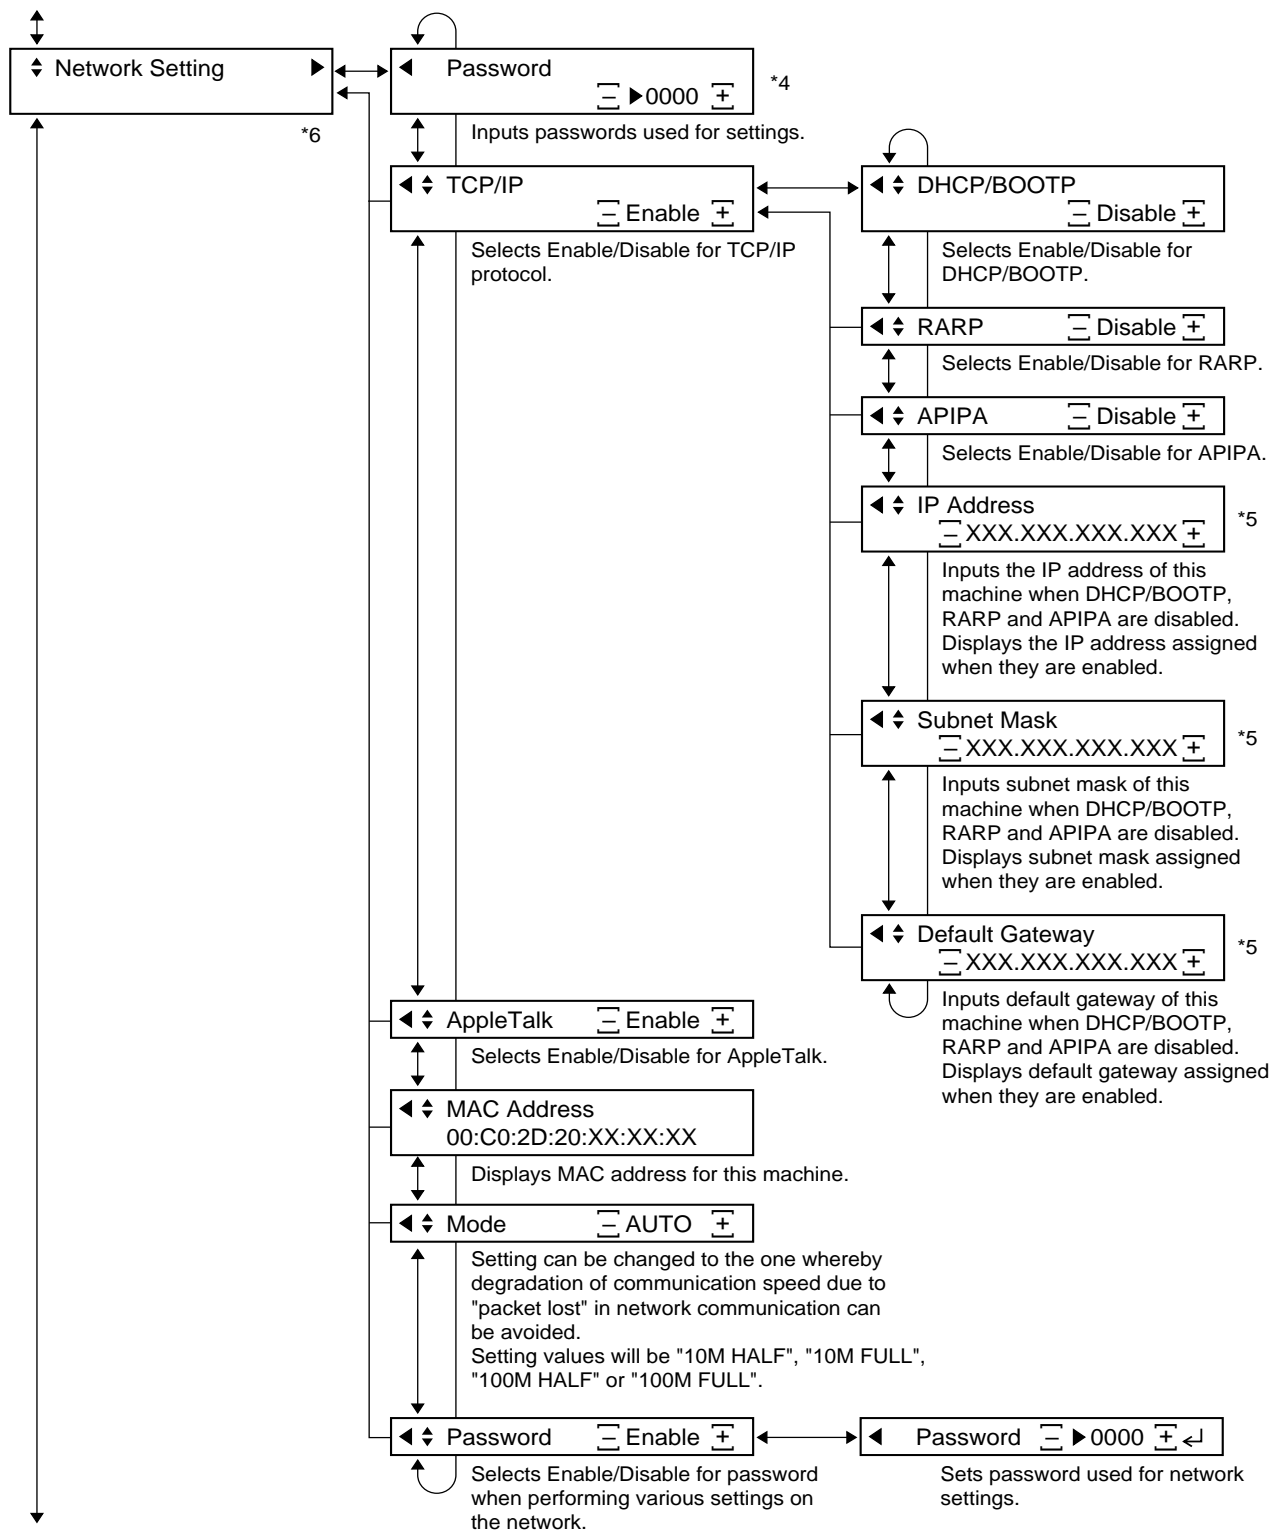 Network Setting
*6
Password
– 0000 +
*4
Inputs passwords used for settings.
TCP/IP
– Enable +
Selects Enable/Disable for TCP/IP
protocol.
DHCP/BOOTP
– Disable +
Selects Enable/Disable for
DHCP/BOOTP.
RARP – Disable +
Selects Enable/Disable for RARP.
APIPA – Disable +
Selects Enable/Disable for APIPA.
IP Address
– XXX.XXX.XXX.XXX +
*5
Inputs the IP address of this
machine when DHCP/BOOTP,
RARP and APIPA are disabled.
Displays the IP address assigned
when they are enabled.
Subnet Mask
– XXX.XXX.XXX.XXX +
*5
Inputs subnet mask of this
machine when DHCP/BOOTP,
RARP and APIPA are disabled.
Displays subnet mask assigned
when they are enabled.
Default Gateway
– XXX.XXX.XXX.XXX +
*5
Inputs default gateway of this
machine when DHCP/BOOTP,
RARP and APIPA are disabled.
Displays default gateway assigned
when they are enabled.
AppleTalk – Enable +
Selects Enable/Disable for AppleTalk.
MAC Address
00:C0:2D:20:XX:XX:XX
Displays MAC address for this machine.
Mode – AUTO +
Setting can be changed to the one whereby
degradation of communication speed due to
"packet lost" in network communication can
be avoided.
Setting values will be "10M HALF", "10M FULL",
"100M HALF" or "100M FULL".
Password – Enable +
Selects Enable/Disable for password
when performing various settings on
the network.
Password – 0000 +
Sets password used for network
settings.